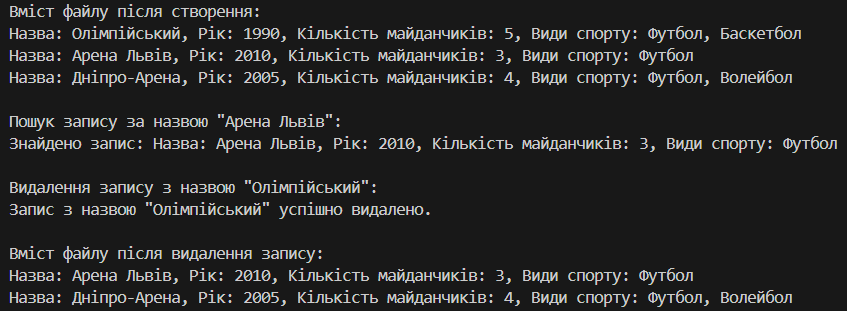 Вміст файлу після створення:
Назва: Олімпійський, Рік: 1990, Кількість майданчиків: 5, Види спорту: Футбол, Баскетбол
Назва: Арена Львів, Рік: 2010, Кількість майданчиків: 3, Види спорту: Футбол
Назва: Дніпро-Арена, Рік: 2005, Кількість майданчиків: 4, Види спорту: Футбол, Волейбол
Пошук запису за назвою "Арена Львів":
Знайдено запис: Назва: Арена Львів, Рік: 2010, Кількість майданчиків: 3, Види спорту: Футбол
Видалення запису з назвою "Олімпійський":
Запис з назвою "Олімпійський" успішно видалено.
Вміст файлу після видалення запису:
Назва: Арена Львів, Рік: 2010, Кількість майданчиків: 3, Види спорту: Футбол
Назва: Дніпро-Арена, Рік: 2005, Кількість майданчиків: 4, Види спорту: Футбол, Волейбол